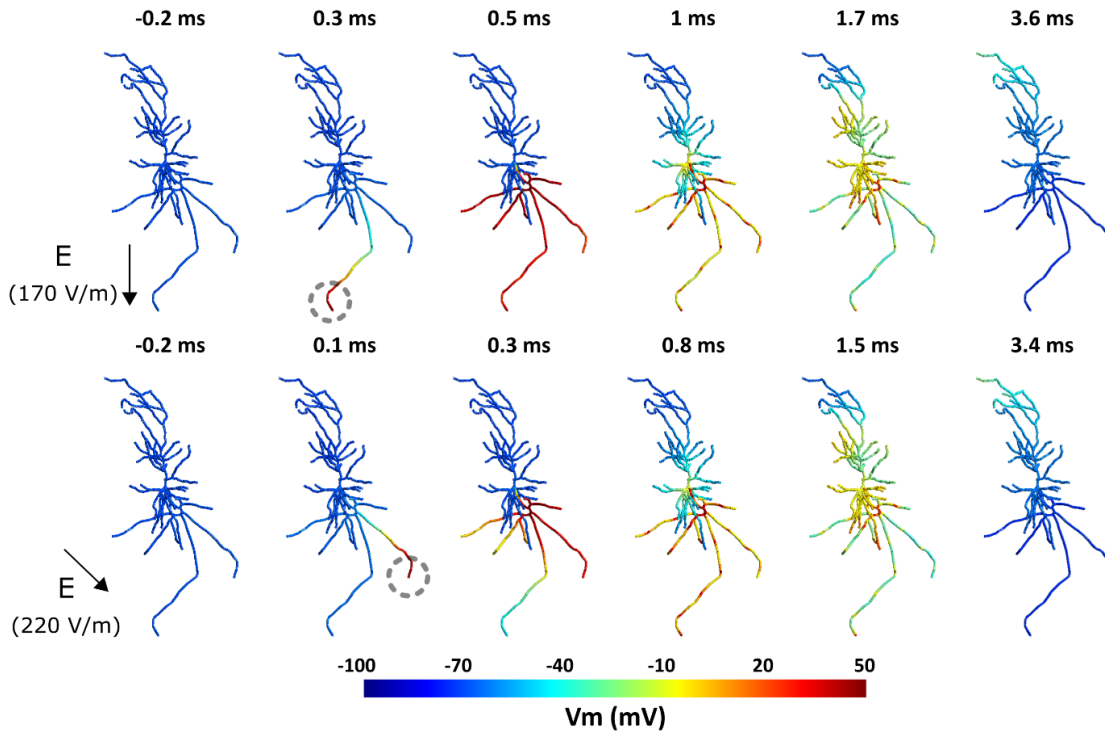 -0.2 ms 0.3 ms 0.5 ms 1 ms 1.7 ms 3.6 ms
E
(170 V/m)
-0.2 ms 0.1 ms 0.3 ms 0.8 ms 1.5 ms 3.4 ms
E
(220 V/m)
-100 -70 -40 -10 20 50
Vm (mV)